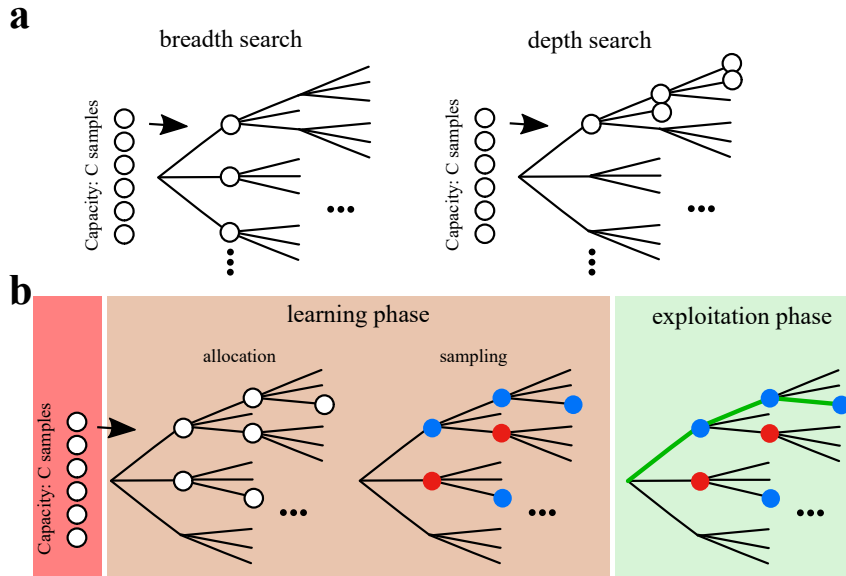 a
breadth search
depth search
Capacity: C samples
Capacity: C samples
b
learning phase
exploitation phase
allocation
sampling
Capacity: C samples